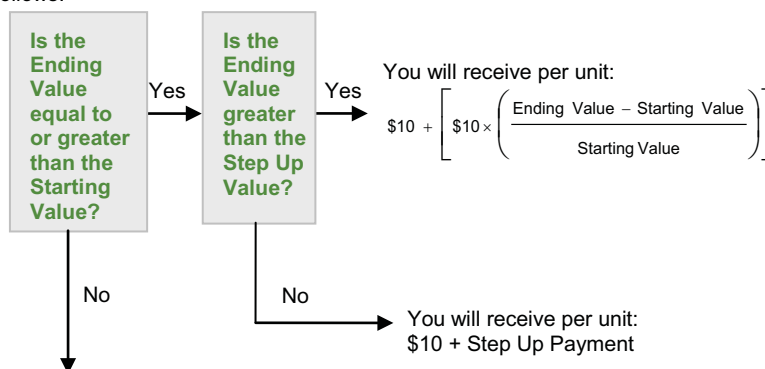 Is the
Ending
Value
equal to
or greater
than the
Starting
Value?
Yes
Is the
Ending
Value
greater
than the
Step Up
Value?
Yes
You will receive per unit:
$10 + [ $10 × ( Ending Value − Starting Value
Starting Value ) ]
No
No
You will receive per unit:
$10 + Step Up Payment